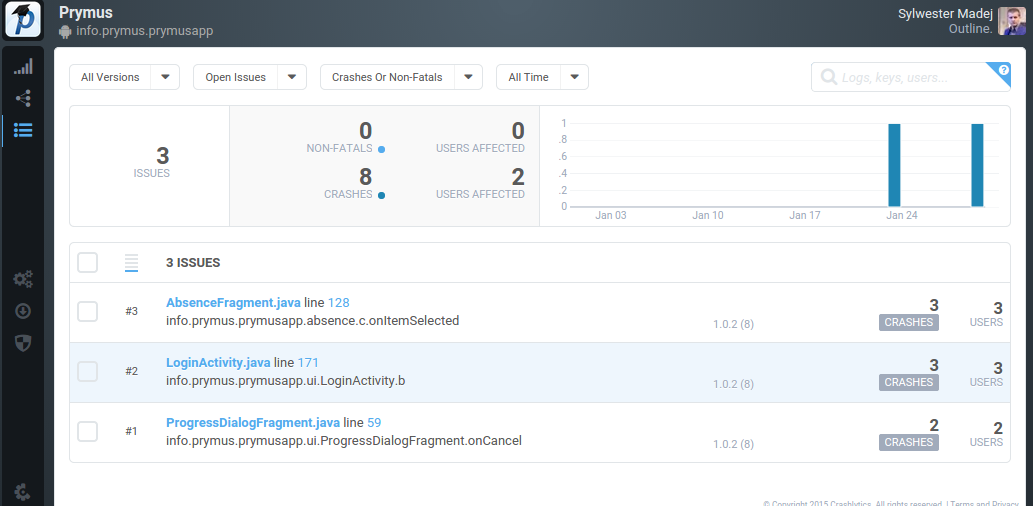 Prymus
info.prymus.prymusapp
Sylwester Madej
Outline.
All Versions
Open Issues
Crashes Or Non-Fatals
All Time
Logs, keys, users...
?
3
ISSUES
0
NON-FATALS
0
USERS AFFECTED
8
CRASHES
2
USERS AFFECTED
1
.8
.6
.4
.2
0
Jan 03 Jan 10 Jan 17 Jan 24
3 ISSUES
#3
AbsenceFragment.java line 128
info.prymus.prymusapp.absence.c.onItemSelected
1.0.2 (8)
3
CRASHES
3
USERS
#2
LoginActivity.java line 171
info.prymus.prymusapp.ui.LoginActivity.b
1.0.2 (8)
3
CRASHES
3
USERS
#1
ProgressDialogFragment.java line 59
info.prymus.prymusapp.ui.ProgressDialogFragment.onCancel
1.0.2 (8)
2
CRASHES
2
USERS
© Copyright 2015 Crashlytics. All rights reserved. | Terms and Privacy